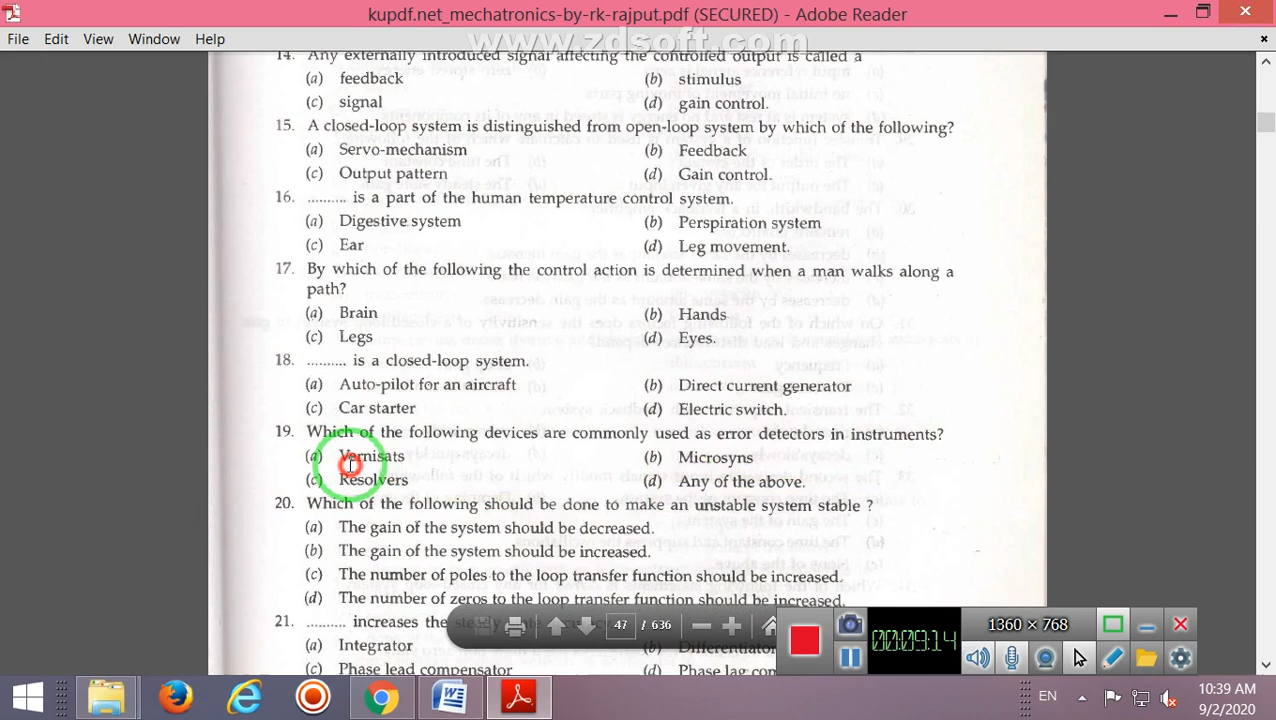 kupdf.net_mechatronics-by-rk-rajput.pdf (SECURED) - Adobe Reader
File Edit View Window Help
www.zdsoft.com
14. Any externally introduced signal affecting the controlled output is called a
(a) feedback (b) stimulus
(c) signal (d) gain control.
15. A closed-loop system is distinguished from open-loop system by which of the following?
(a) Servo-mechanism (b) Feedback
(c) Output pattern (d) Gain control.
16. .......... is a part of the human temperature control system.
(a) Digestive system (b) Perspiration system
(c) Ear (d) Leg movement.
17. By which of the following the control action is determined when a man walks along a
path?
(a) Brain (b) Hands
(c) Legs (d) Eyes.
18. .......... is a closed-loop system.
(a) Auto-pilot for an aircraft (b) Direct current generator
(c) Car starter (d) Electric switch.
19. Which of the following devices are commonly used as error detectors in instruments?
(a) Vernisats (b) Microsyns
(c) Resolvers (d) Any of the above.
20. Which of the following should be done to make an unstable system stable ?
(a) The gain of the system should be decreased.
(b) The gain of the system should be increased.
(c) The number of poles to the loop transfer function should be increased.
(d) The number of zeros to the loop transfer function should be increased.
21. .......... increases the
(a) Integrator (b) Differentiator
(c) Phase lead compensator (d) Phase lag
47 / 636
00:09:14
1360 × 768
EN
10:39 AM
9/2/2020